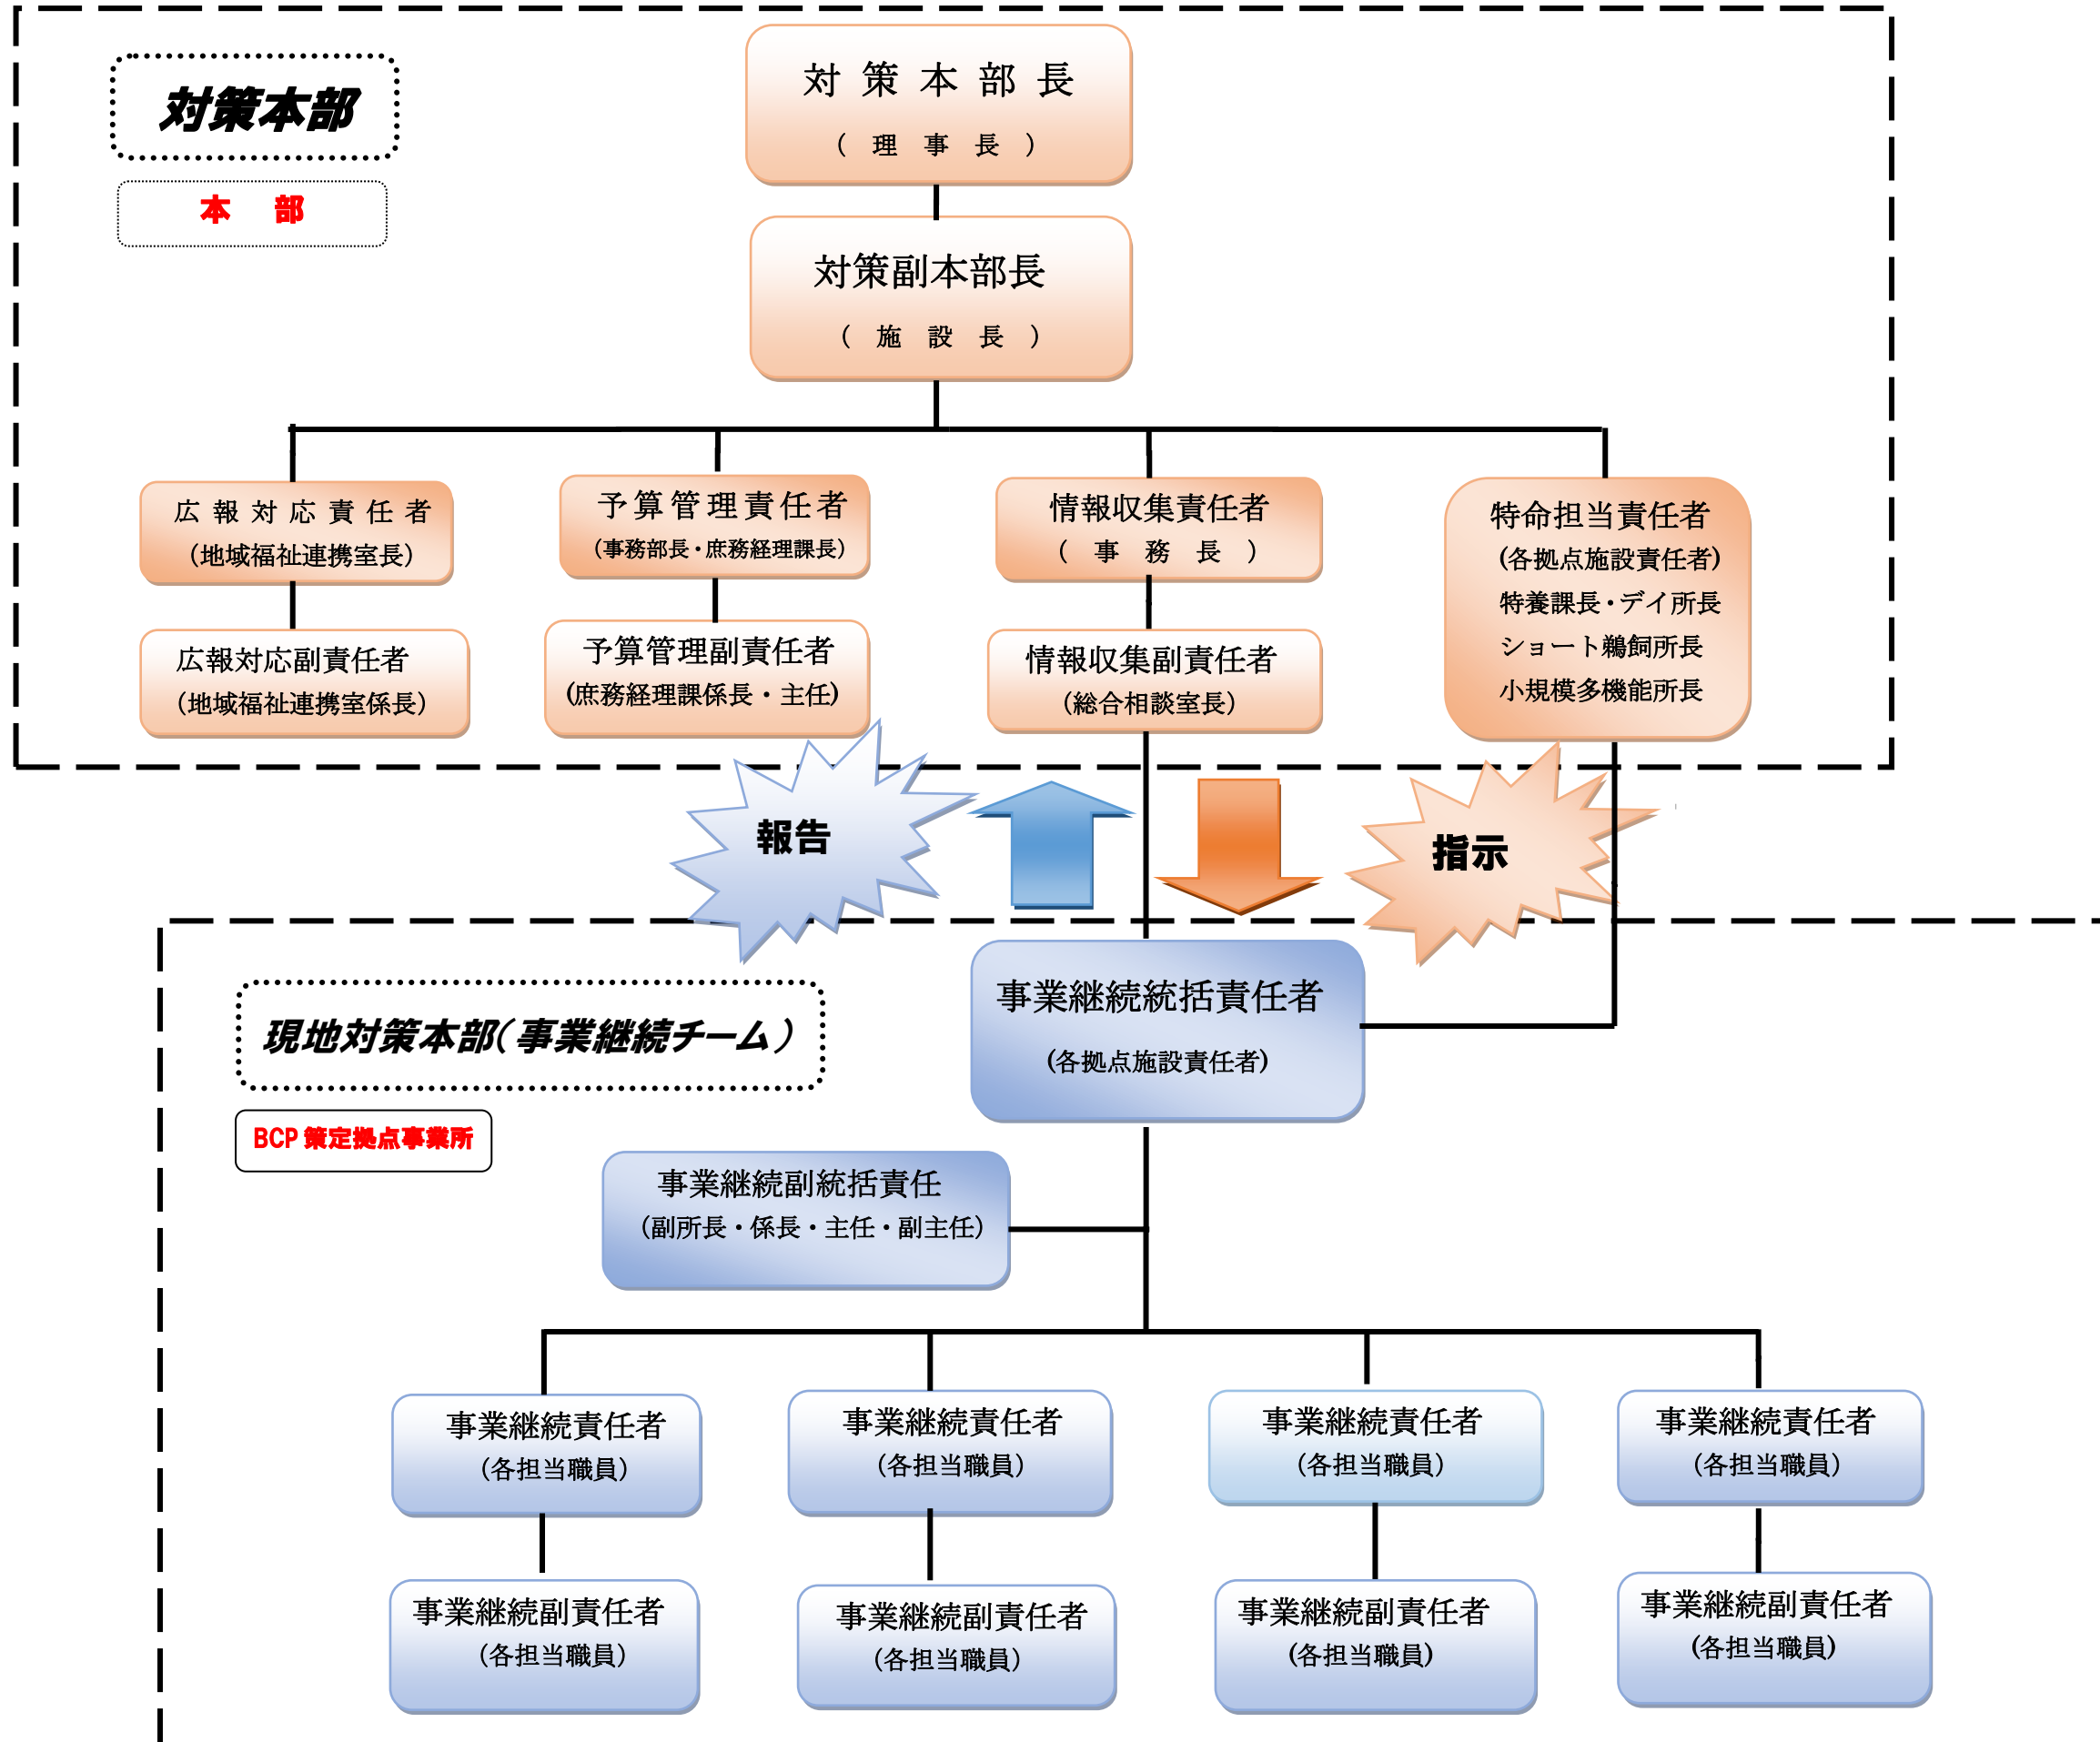 対策本部
本　部
対 策 本 部 長
（ 理 事 長 ）
対策副本部長
（ 施 設 長 ）
広 報 対 応 責 任 者
（地域福祉連携室長）
予算管理責任者
（事務部長・庶務経理課長）
情報収集責任者
（ 事 務 長 ）
特命担当責任者
(各拠点施設責任者)
特養課長・デイ所長
ショート鵜飼所長
小規模多機能所長
広報対応副責任者
（地域福祉連携室係長）
予算管理副責任者
(庶務経理課係長・主任)
情報収集副責任者
（総合相談室長）
報告
指示
現地対策本部（事業継続チーム）
BCP 策定拠点事業所
事業継続統括責任者
(各拠点施設責任者)
事業継続副統括責任
（副所長・係長・主任・副主任）
事業継続責任者
（各担当職員）
事業継続責任者
（各担当職員）
事業継続責任者
（各担当職員）
事業継続責任者
（各担当職員）
事業継続副責任者
（各担当職員）
事業継続副責任者
（各担当職員）
事業継続副責任者
(各担当職員)
事業継続副責任者
(各担当職員)